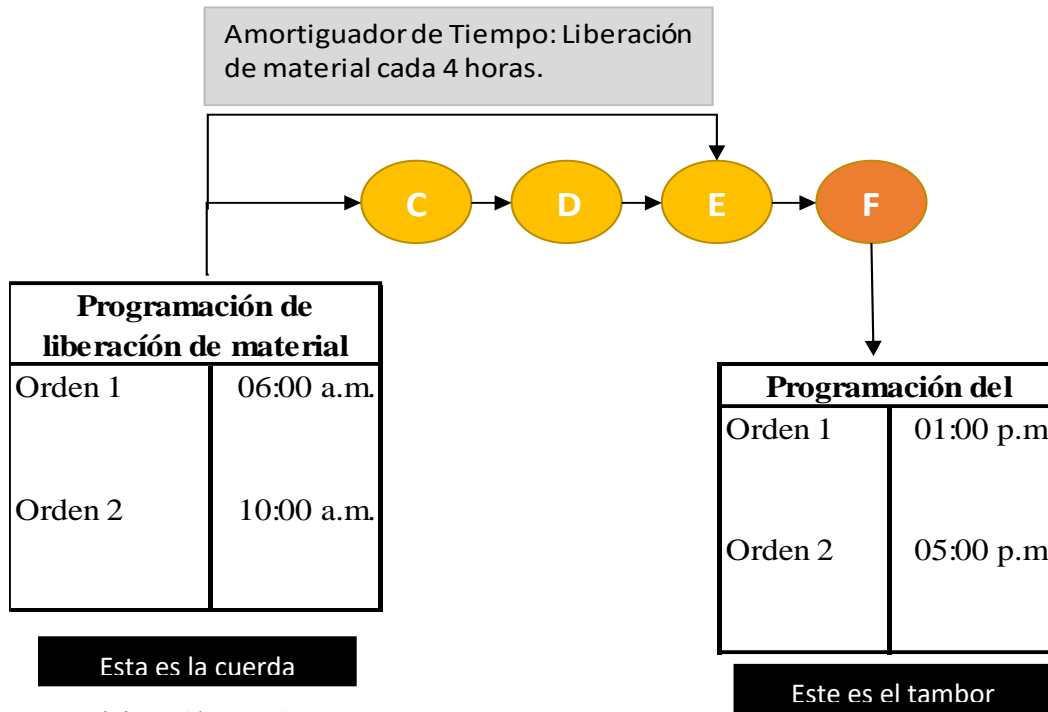 Amortiguador de Tiempo: Liberación
de material cada 4 horas.
C D E F
Programación de
liberacíón de material
Orden 1 06:00 a.m.
Orden 2 10:00 a.m.
Esta es la cuerda
Programación del
Orden 1 01:00 p.m
Orden 2 05:00 p.m
Este es el tambor